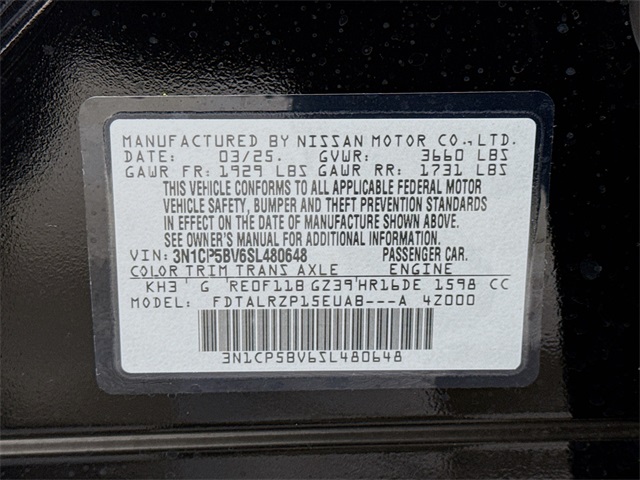 MANUFACTURED BY NISSAN MOTOR CO.,LTD.
DATE: 03/25. GVWR: 3660 LBS
GAWR FR: 1929 LBS GAWR RR: 1731 LBS
THIS VEHICLE CONFORMS TO ALL APPLICABLE FEDERAL MOTOR
VEHICLE SAFETY, BUMPER AND THEFT PREVENTION STANDARDS
IN EFFECT ON THE DATE OF MANUFACTURE SHOWN ABOVE.
SEE OWNER'S MANUAL FOR ADDITIONAL INFORMATION
VIN: 3N1CP5BV6SL480648 PASSENGER CAR.
COLOR TRIM TRANS AXLE ENGINE
KH3 G RE0F11B GZ39 HR16DE 1598 CC
MODEL: FDTALRZP15EUAB---A 42000
3N1CP5BV6SL480648